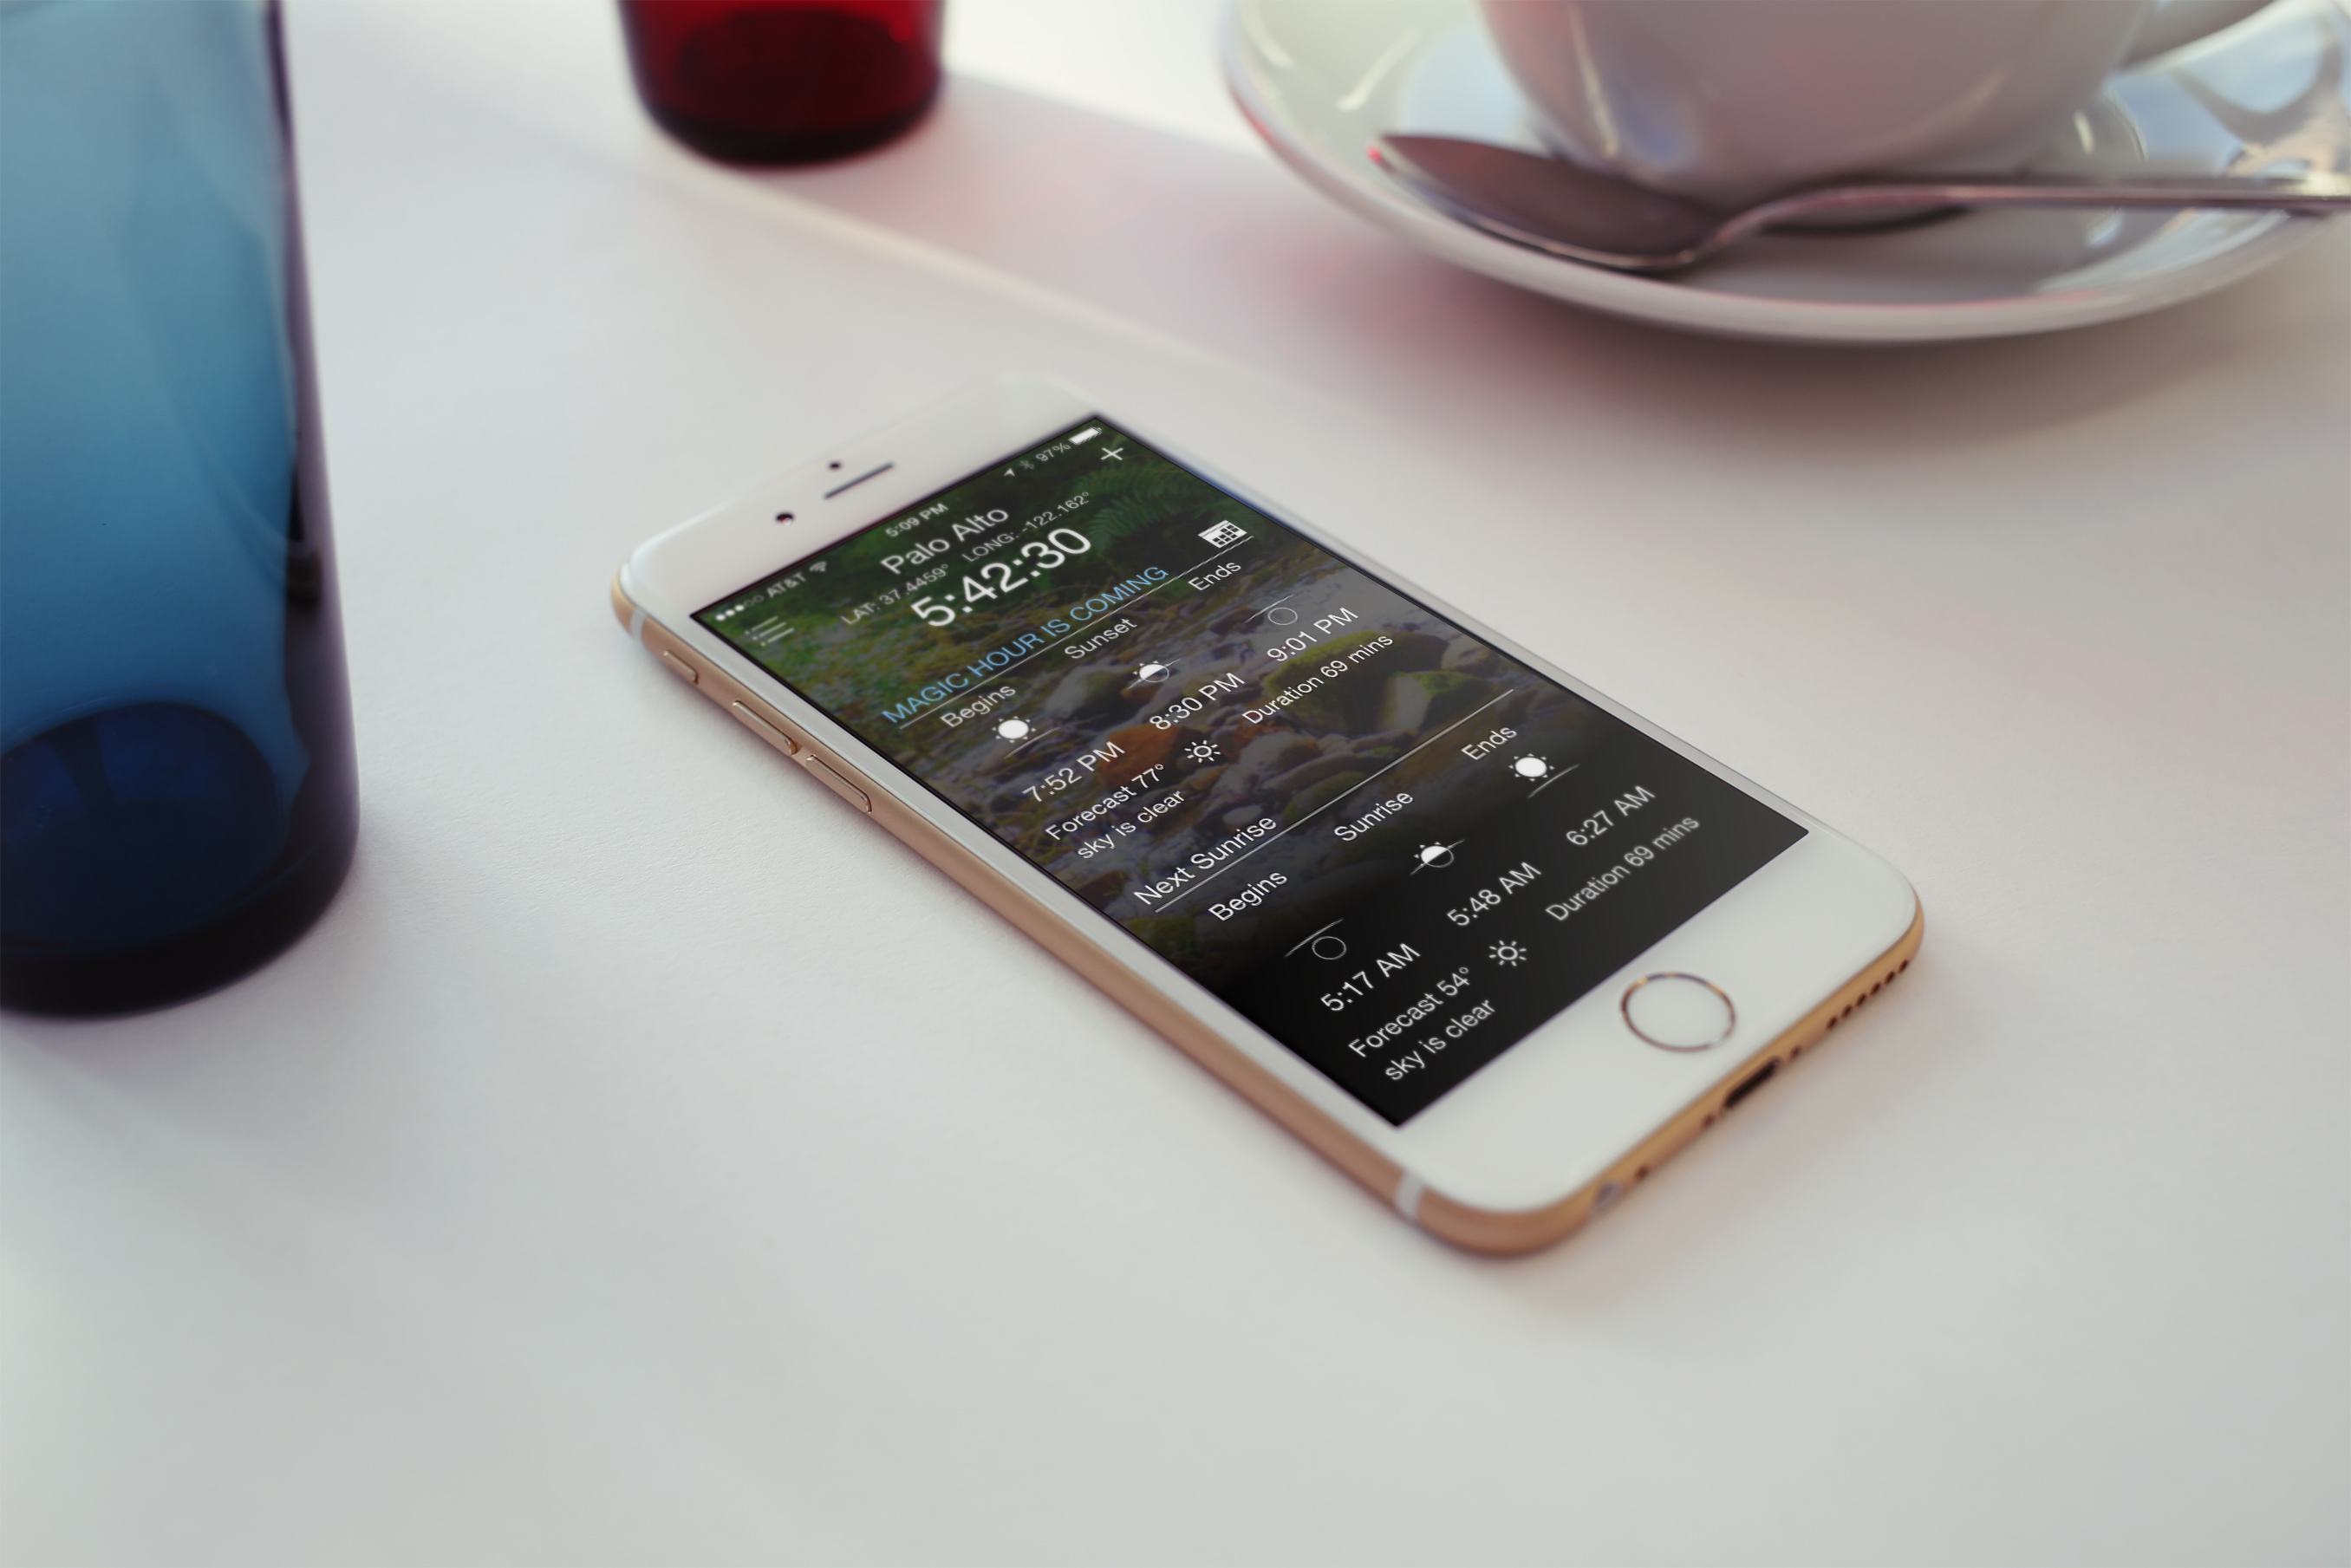 AT&T 5:09 PM 97%
Palo Alto
LAT: 37.4459° LONG: -122.162°
5:42:30
MAGIC HOUR IS COMING
Begins Sunset Ends
7:52 PM 8:30 PM 9:01 PM
Forecast 77° Duration 69 mins
sky is clear
Next Sunrise
Begins Sunrise Ends
5:17 AM 5:48 AM 6:27 AM
Forecast 54° Duration 69 mins
sky is clear